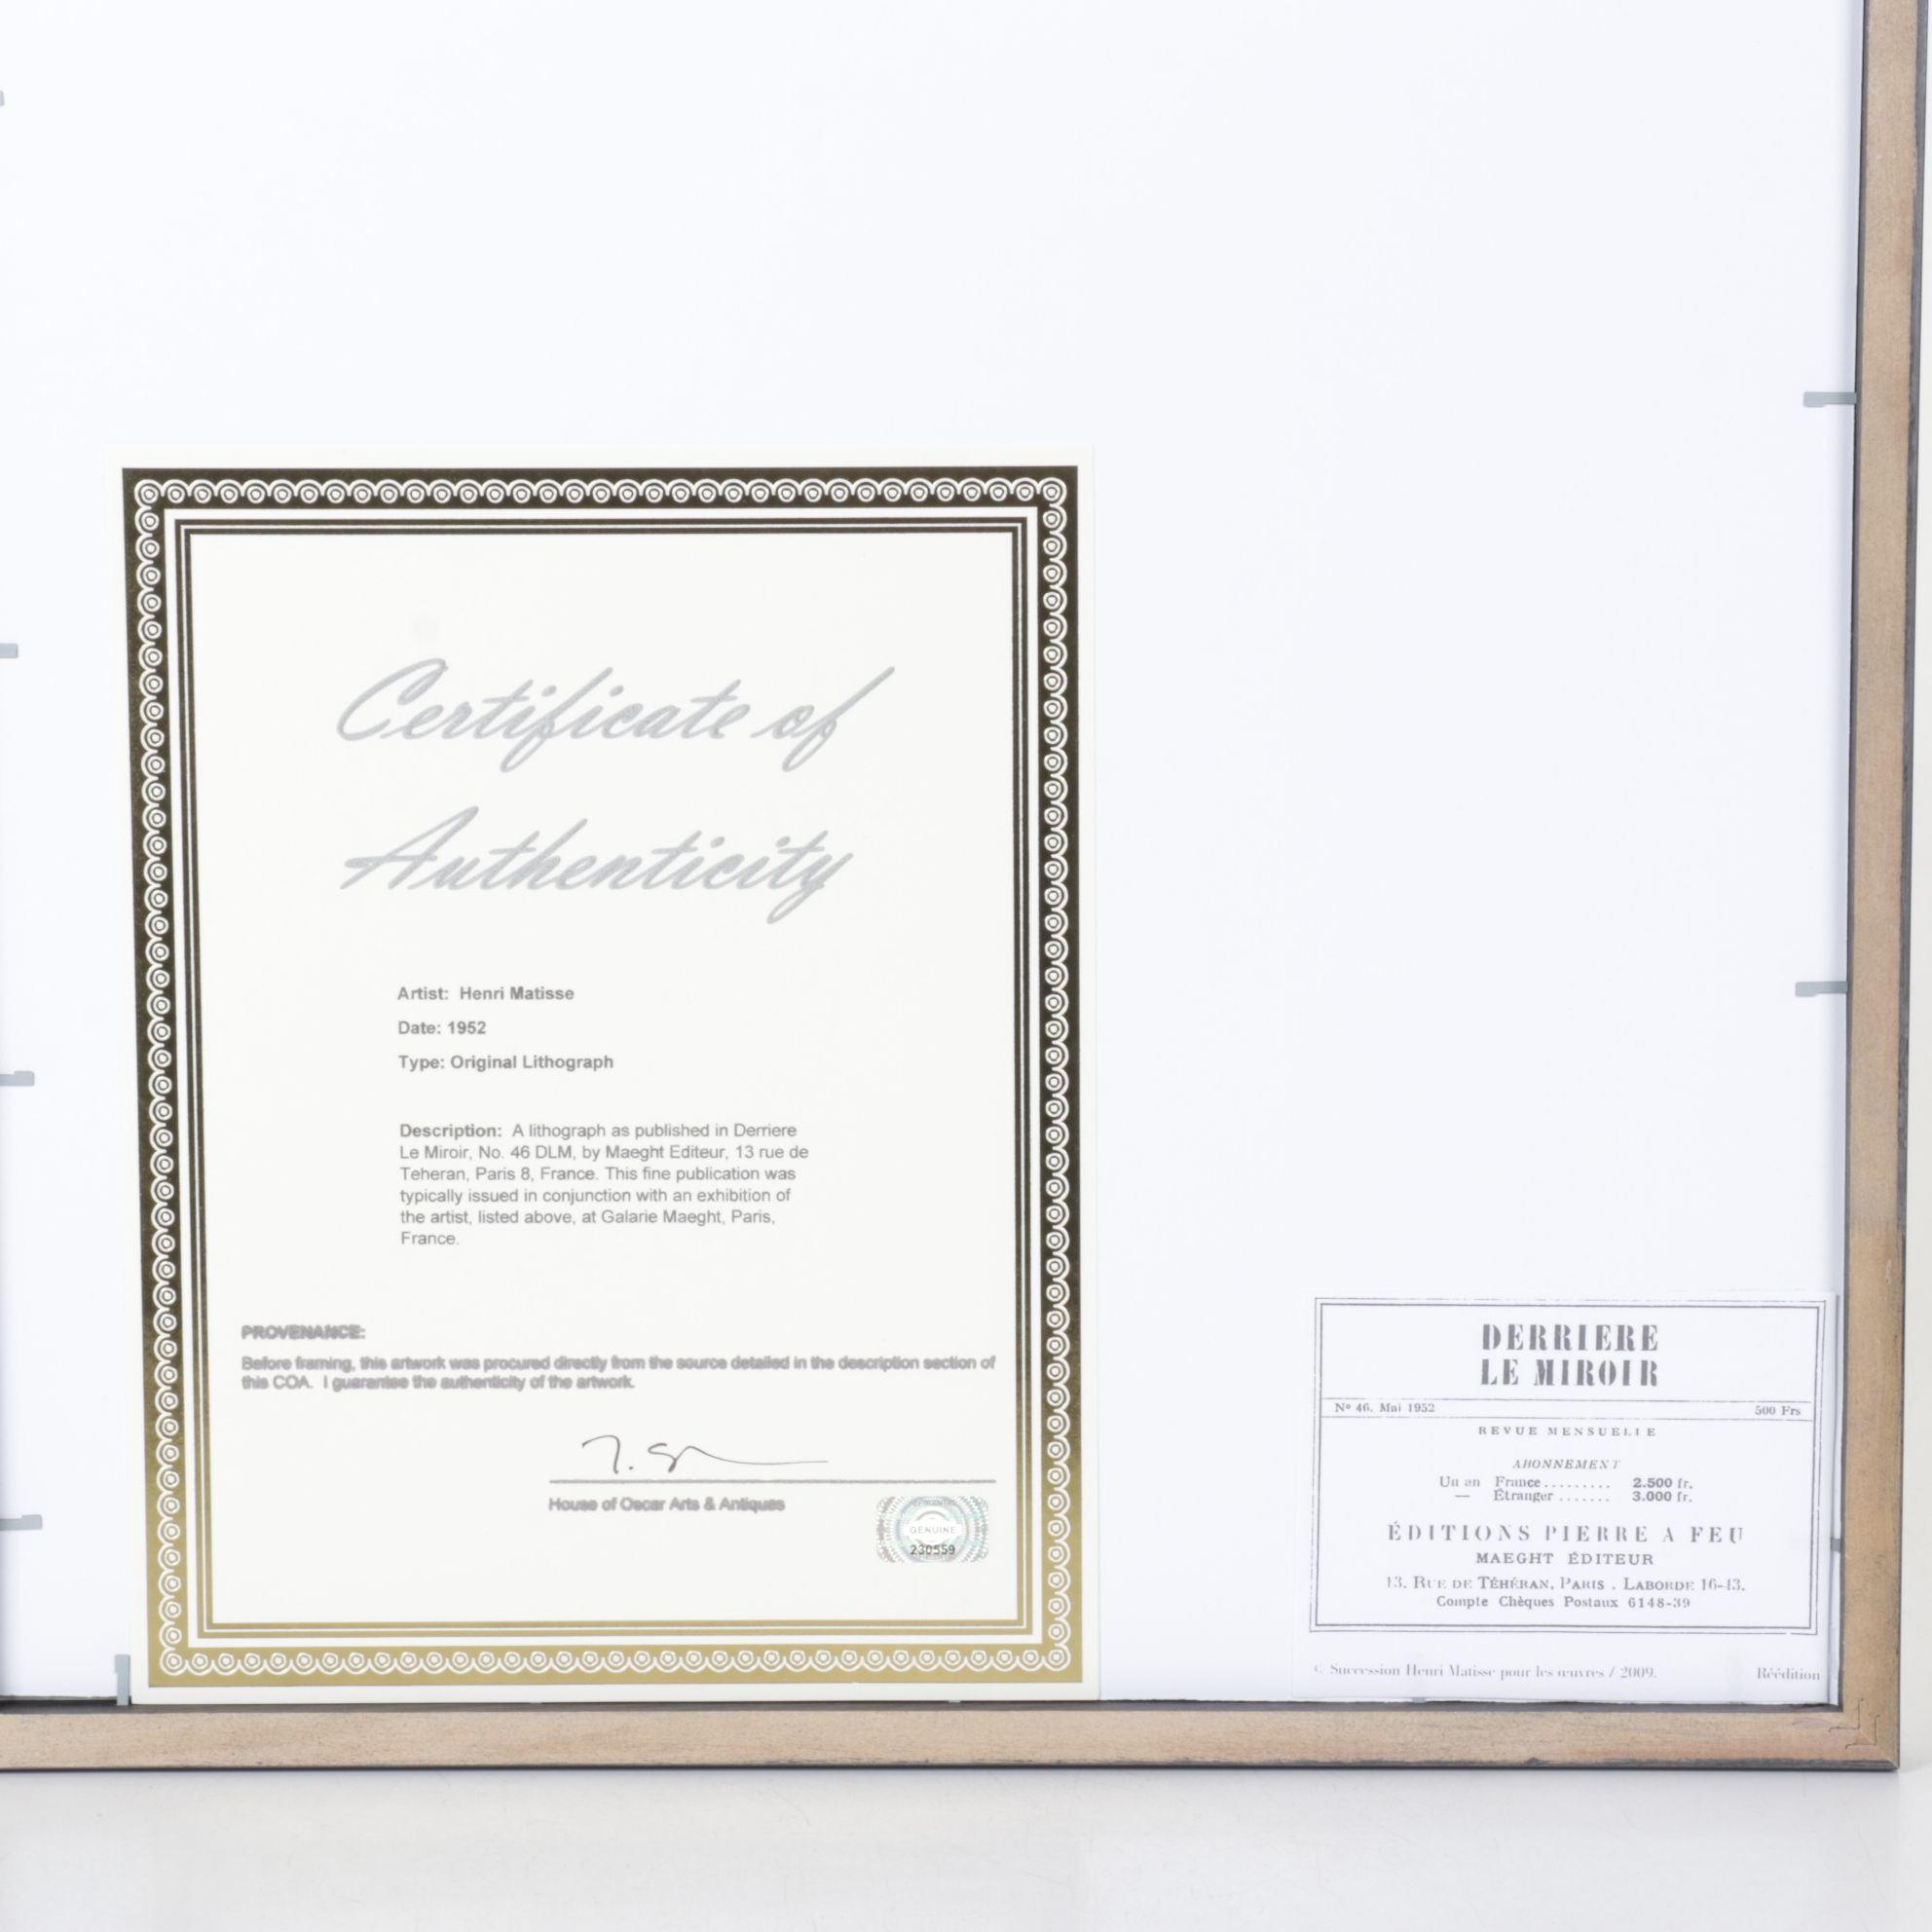 Certificate of
Authenticity
Artist: Henri Matisse
Date: 1952
Type: Original Lithograph
Description: A lithograph as published in Derriere
Le Miroir, No. 46 DLM, by Maeght Editeur, 13 rue de
Teheran, Paris 8, France. This fine publication was
typically issued in conjunction with an exhibition of
the artist, listed above, at Galarie Maeght, Paris,
France.
PROVENANCE:
Before framing, this artwork was procured directly from the source detailed in the description section of
this COA. I guarantee the authenticity of the artwork.
House of Oscar Arts & Antiques
GENUINE
230559
DERRIERE
LE MIROIR
Nº 46. Mai 1952 500 Frs
REVUE MENSUELLE
ABONNEMENT
Un an France ......... 2.500 fr.
— Étranger ....... 3.000 fr.
ÉDITIONS PIERRE A FEU
MAEGHT ÉDITEUR
13, RUE DE TÉHÉRAN, PARIS . LABORDE 16-43.
Compte Chèques Postaux 6148-39
© Succession Henri Matisse pour les œuvres / 2009. Réédition